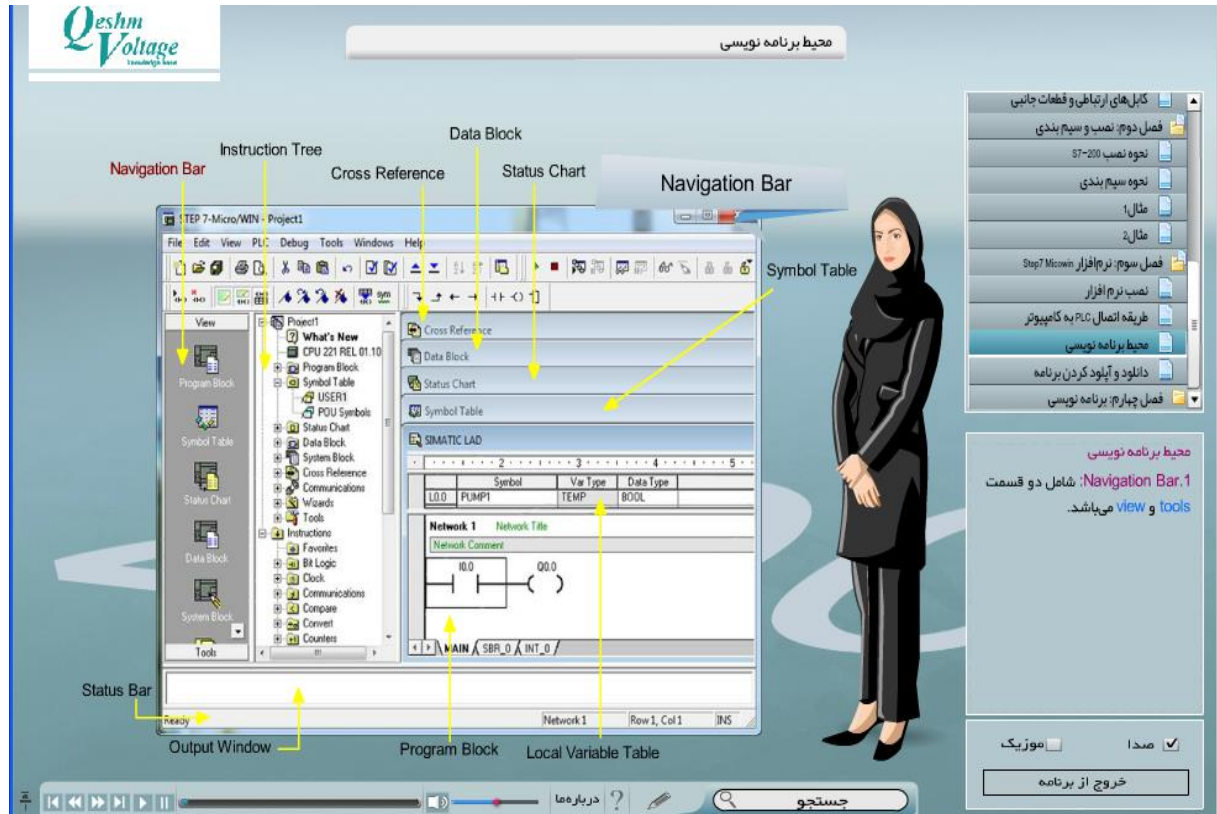 Qeshm
Voltage
knowledge base
محیط برنامه نویسی
Data Block
Instruction Tree
Navigation Bar
Cross Reference
Status Chart
Navigation Bar
Symbol Table
STEP 7-Micro/WIN - Project1
File Edit View PLC Debug Tools Windows Help
sym
View
Program Block
Symbol Table
Status Chart
Data Block
System Block
Tools
Project1
What's New
CPU 221 REL 01.10
Program Block
Symbol Table
USER1
POU Symbols
Status Chart
Data Block
System Block
Cross Reference
Communications
Wizards
Tools
Instructions
Favorites
Bit Logic
Clock
Communications
Compare
Convert
Counters
Cross Reference
Data Block
Status Chart
Symbol Table
SIMATIC LAD
2 3 4 5
Symbol Var Type Data Type
L0.0 PUMP1 TEMP BOOL
Network 1 Network Title
Network Comment
I0.0 Q0.0
MAIN SBR_0 INT_0
Ready Network 1 Row 1, Col 1 INS
Status Bar
Output Window
Program Block
Local Variable Table
کابل‌های ارتباطی و قطعات جانبی
فصل دوم: نصب و سیم بندی
نحوه نصب S7-200
نحوه سیم بندی
مثال1
مثال2
فصل سوم: نرم‌افزار Step7 Micowin
نصب نرم افزار
طریقه اتصال PLC به کامپیوتر
محیط برنامه نویسی
دانلود و آپلود کردن برنامه
فصل چهارم: برنامه نویسی
محیط برنامه نویسی
1.Navigation Bar: شامل دو قسمت
tools و view می‌باشد.
صدا
موزیک
خروج از برنامه
درباره‌ما
?
جستجو